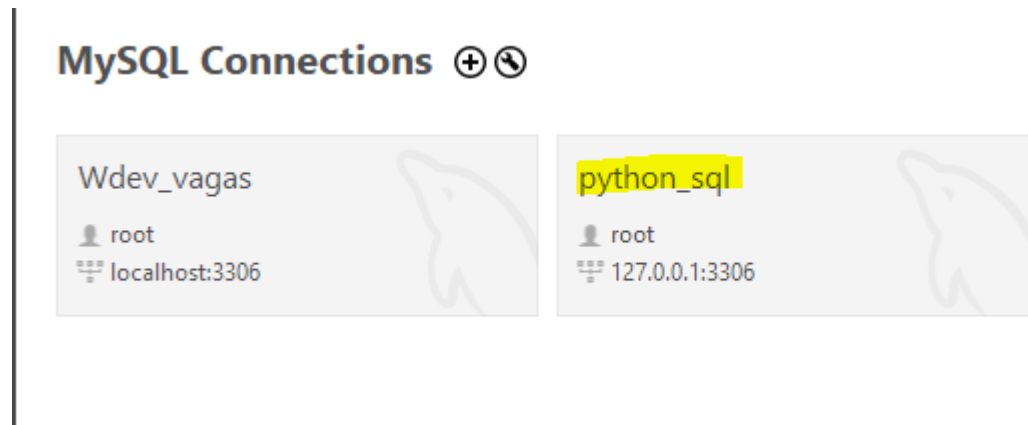 MySQL Connections
Wdev_vagas
root
localhost:3306
python_sql
root
127.0.0.1:3306